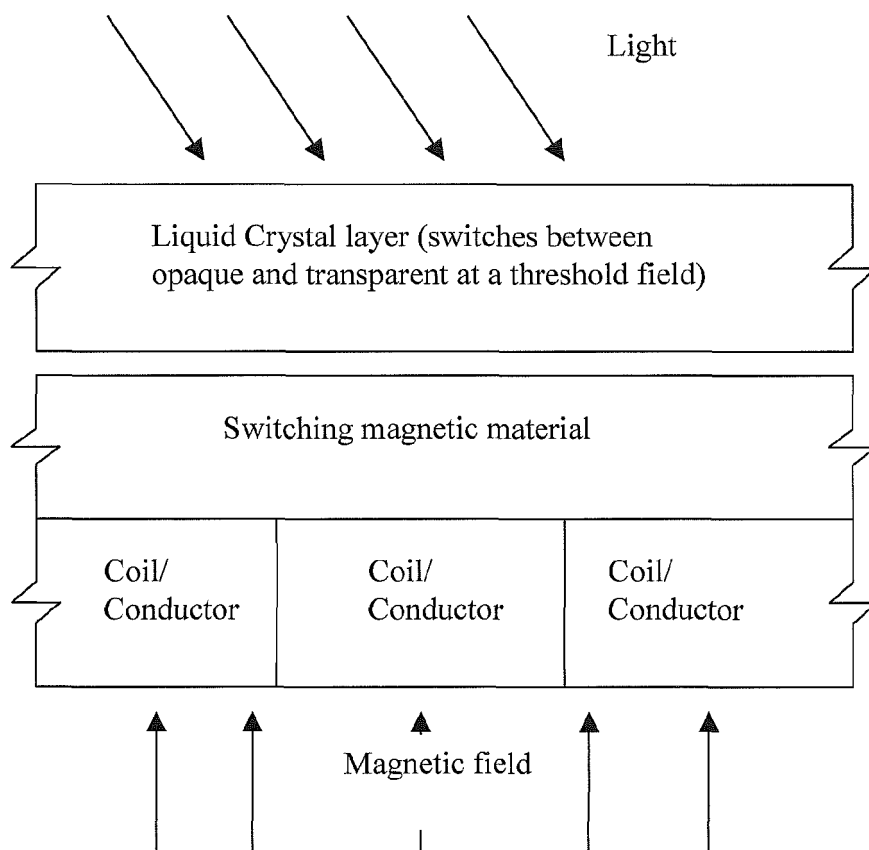 Light
Liquid Crystal layer (switches between
opaque and transparent at a threshold field)
Switching magnetic material
Coil/
Conductor
Coil/
Conductor
Coil/
Conductor
Magnetic field